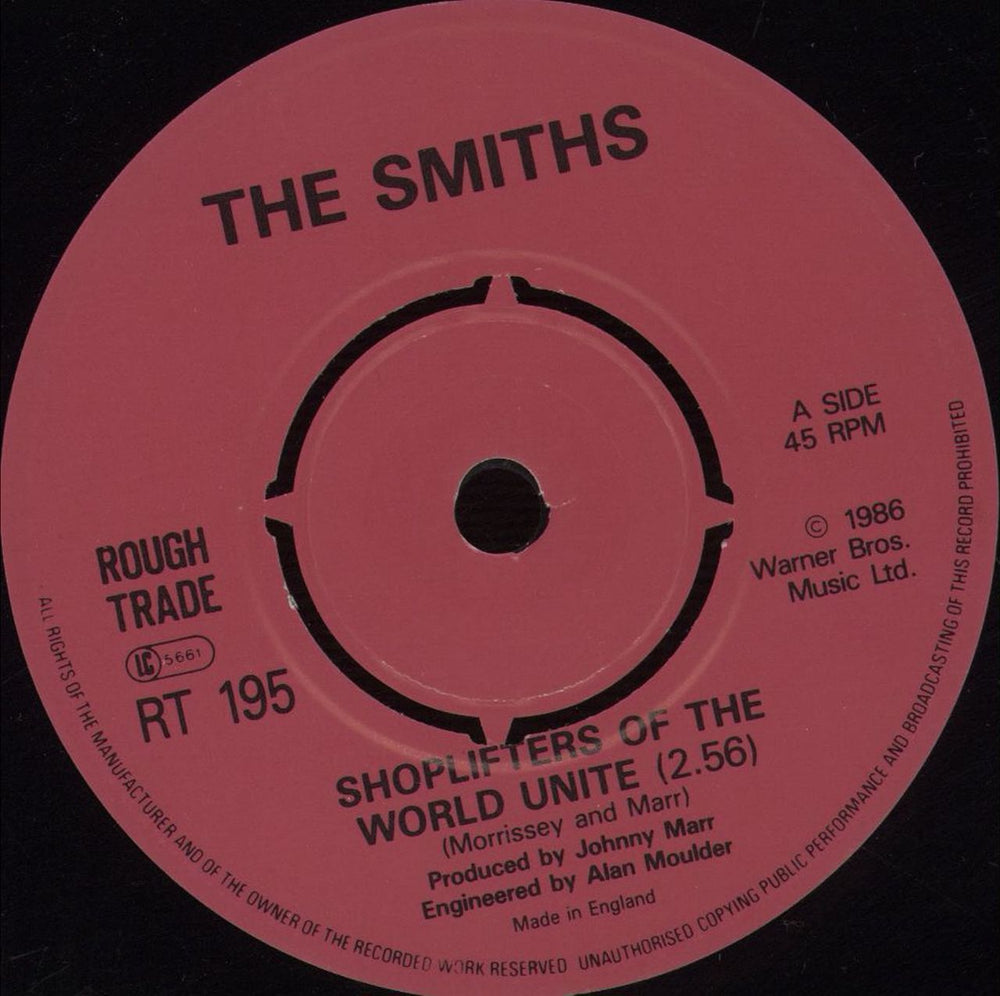 THE SMITHS
A SIDE
45 RPM
© 1986
Warner Bros.
Music Ltd.
ROUGH
TRADE
LC 5661
RT 195
SHOPLIFTERS OF THE
WORLD UNITE (2.56)
(Morrissey and Marr)
Produced by Johnny Marr
Engineered by Alan Moulder
Made in England
ALL RIGHTS OF THE MANUFACTURER AND OF THE OWNER OF THE RECORDED WORK RESERVED UNAUTHORISED COPYING PUBLIC PERFORMANCE AND BROADCASTING OF THIS RECORD PROHIBITED